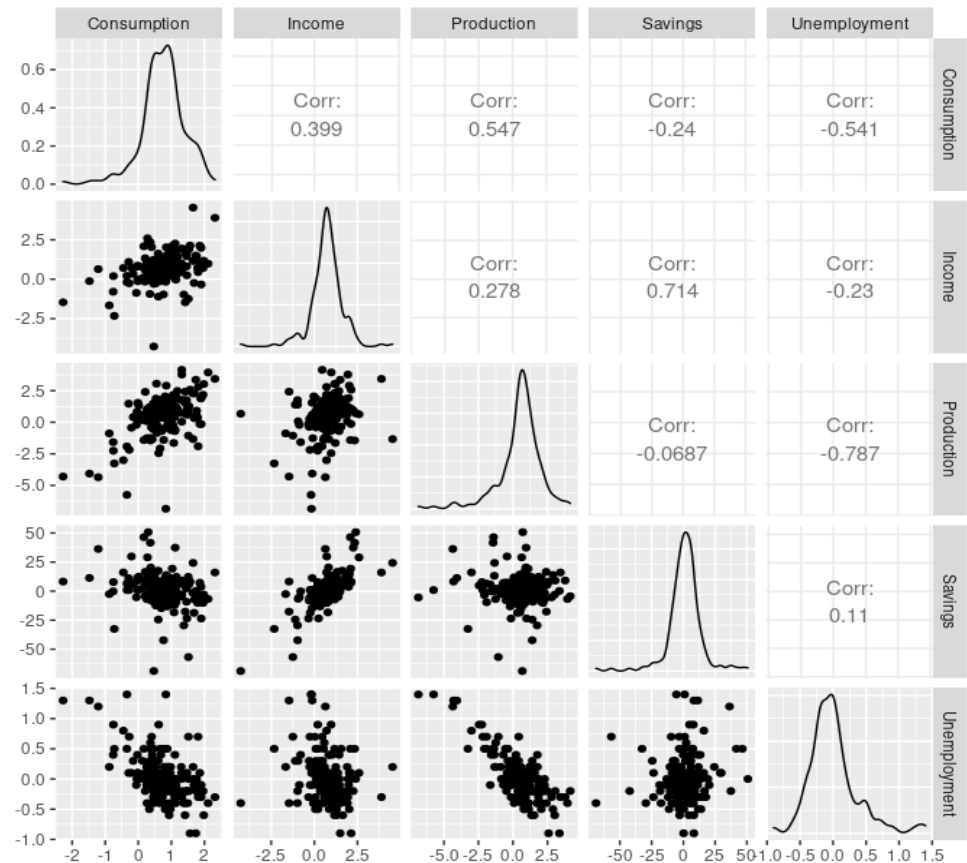 Consumption Income Production Savings Unemployment
0.6
0.4
0.2
0.0
Corr:
0.399
Corr:
0.547
Corr:
-0.24
Corr:
-0.541
Consumption
2.5
0.0
-2.5
Corr:
0.278
Corr:
0.714
Corr:
-0.23
Income
2.5
0.0
-2.5
-5.0
Corr:
-0.0687
Corr:
-0.787
Production
50
25
0
-25
-50
Corr:
0.11
Savings
1.5
1.0
0.5
0.0
-0.5
-1.0
Unemployment
-2 -1 0 1 2 -2.5 0.0 2.5 -5.0 -2.5 0.0 2.5 -50 -25 0 25 50 -1.0 -0.5 0.0 0.5 1.0 1.5